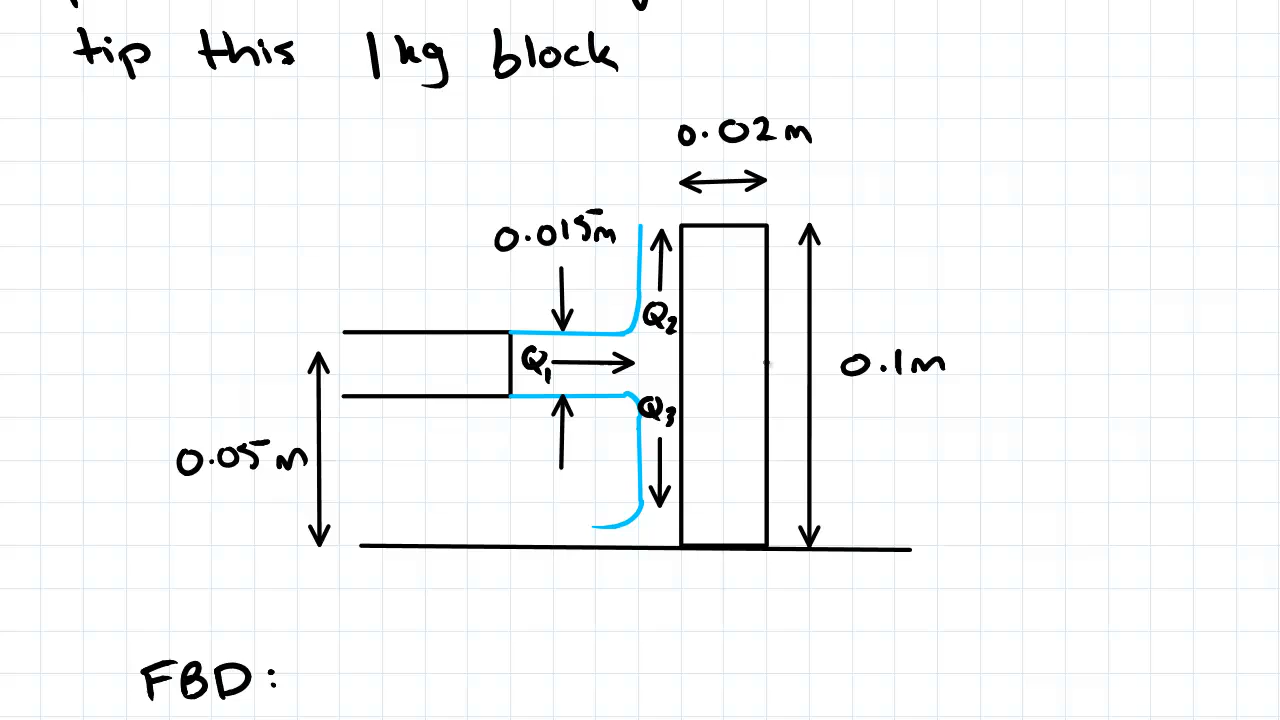 tip this 1kg block
0.02m
0.015m
Q₂
Q₁
0.1m
Q₃
0.05m
FBD: